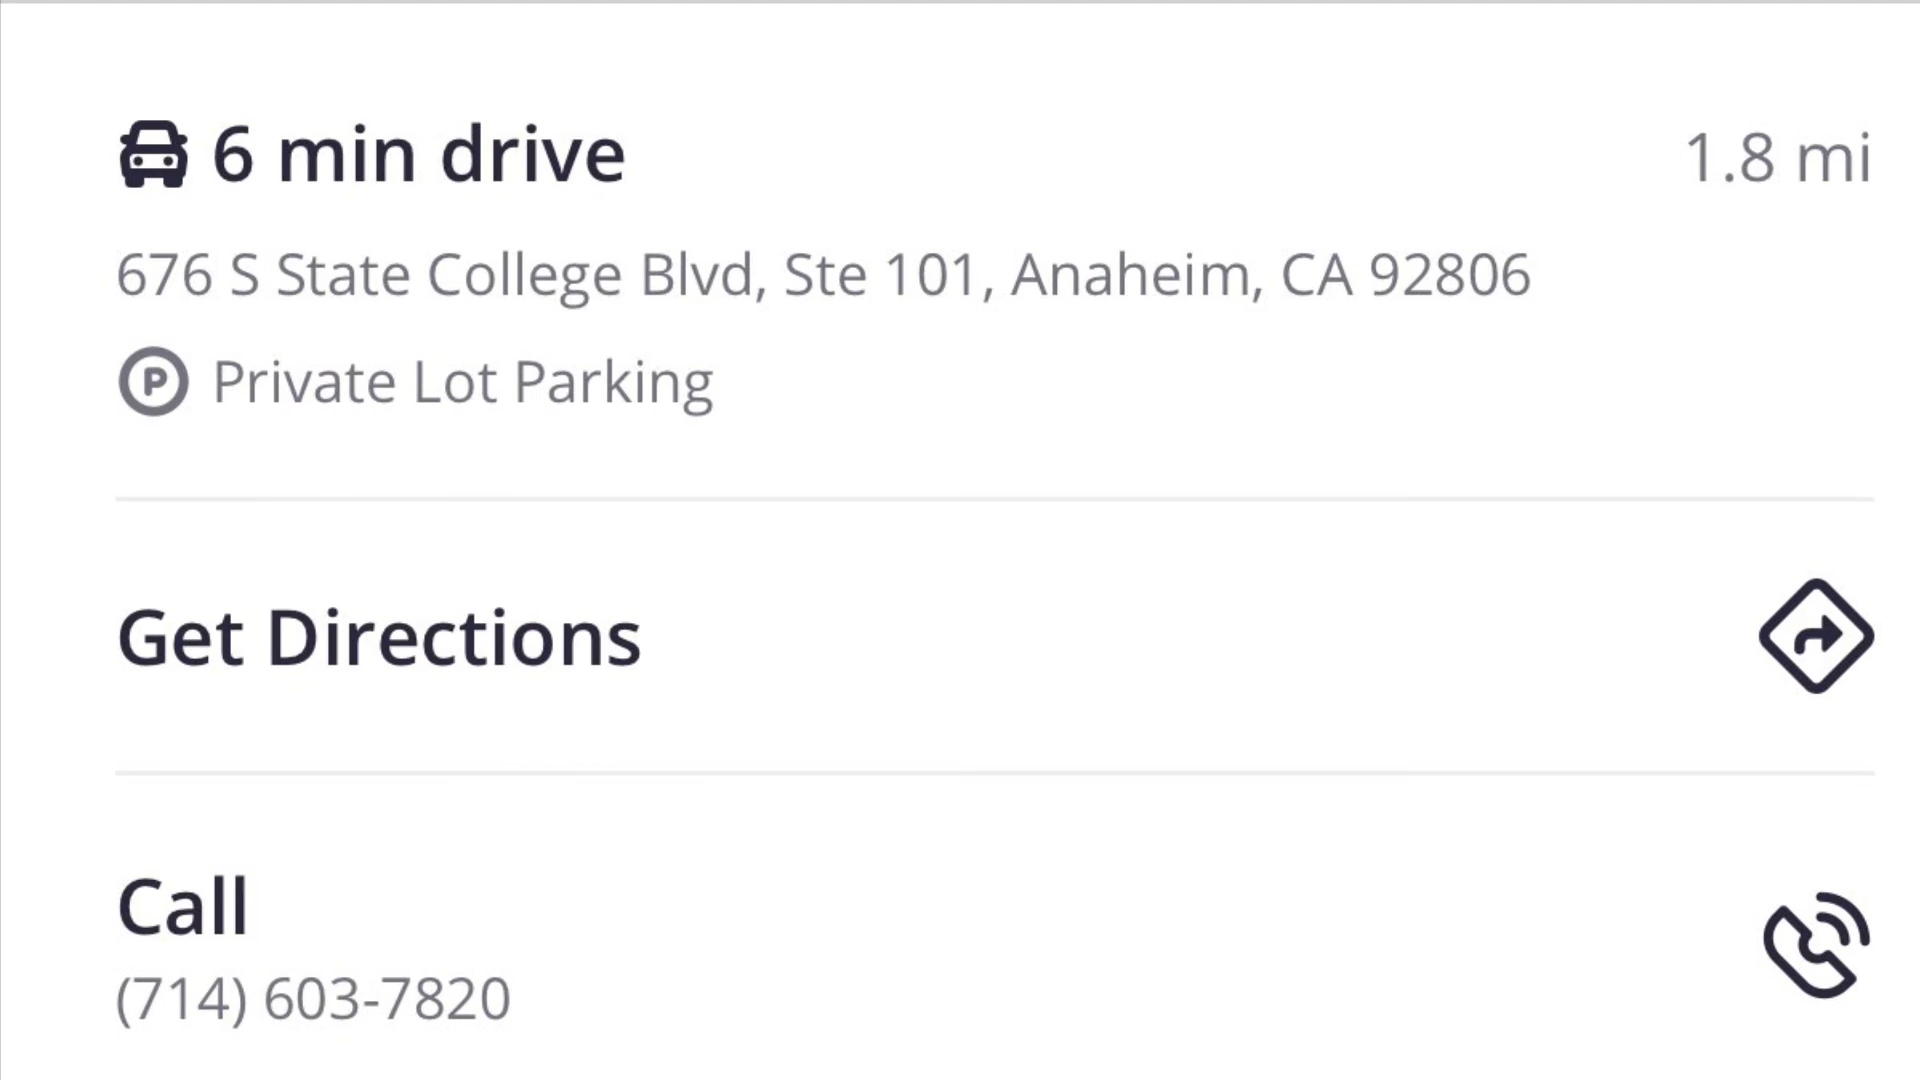 6 min drive
1.8 mi
676 S State College Blvd, Ste 101, Anaheim, CA 92806
P Private Lot Parking
Get Directions
Call
(714) 603-7820